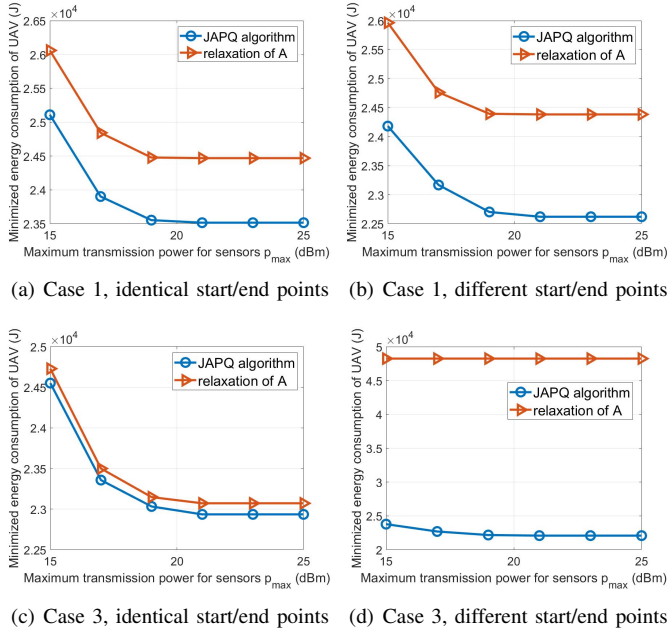 ×10⁴
Minimized energy consumption of UAV (J)
2.65
2.6
2.55
2.5
2.45
2.4
2.35
JAPQ algorithm
relaxation of A
15 20 25
Maximum transmission power for sensors p_max (dBm)
(a) Case 1, identical start/end points
×10⁴
Minimized energy consumption of UAV (J)
2.6
2.55
2.5
2.45
2.4
2.35
2.3
2.25
JAPQ algorithm
relaxation of A
15 20 25
Maximum transmission power for sensors p_max (dBm)
(b) Case 1, different start/end points
×10⁴
Minimized energy consumption of UAV (J)
2.5
2.45
2.4
2.35
2.3
2.25
JAPQ algorithm
relaxation of A
15 20 25
Maximum transmission power for sensors p_max (dBm)
(c) Case 3, identical start/end points
×10⁴
Minimized energy consumption of UAV (J)
5
4.5
4
3.5
3
2.5
2
JAPQ algorithm
relaxation of A
15 20 25
Maximum transmission power for sensors p_max (dBm)
(d) Case 3, different start/end points